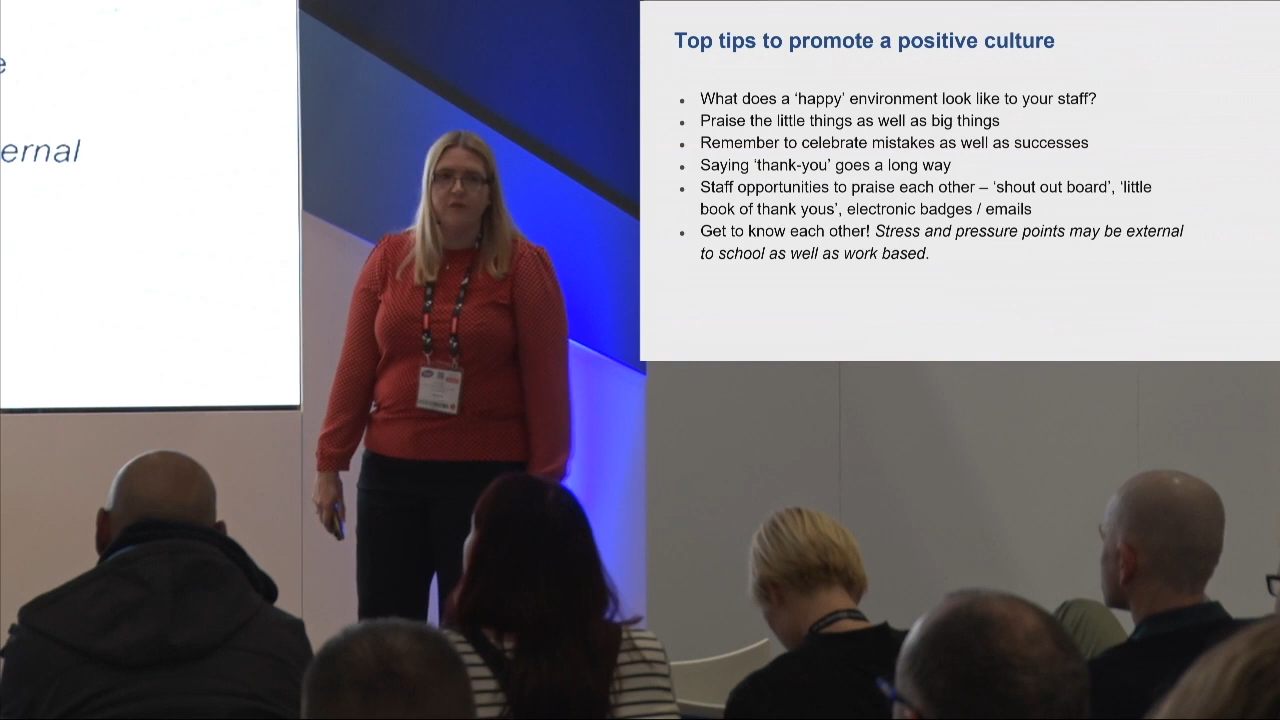 e
ernal
Top tips to promote a positive culture
What does a ‘happy’ environment look like to your staff?
Praise the little things as well as big things
Remember to celebrate mistakes as well as successes
Saying ‘thank-you’ goes a long way
Staff opportunities to praise each other – ‘shout out board’, ‘little
book of thank yous’, electronic badges / emails
Get to know each other! Stress and pressure points may be external
to school as well as work based.